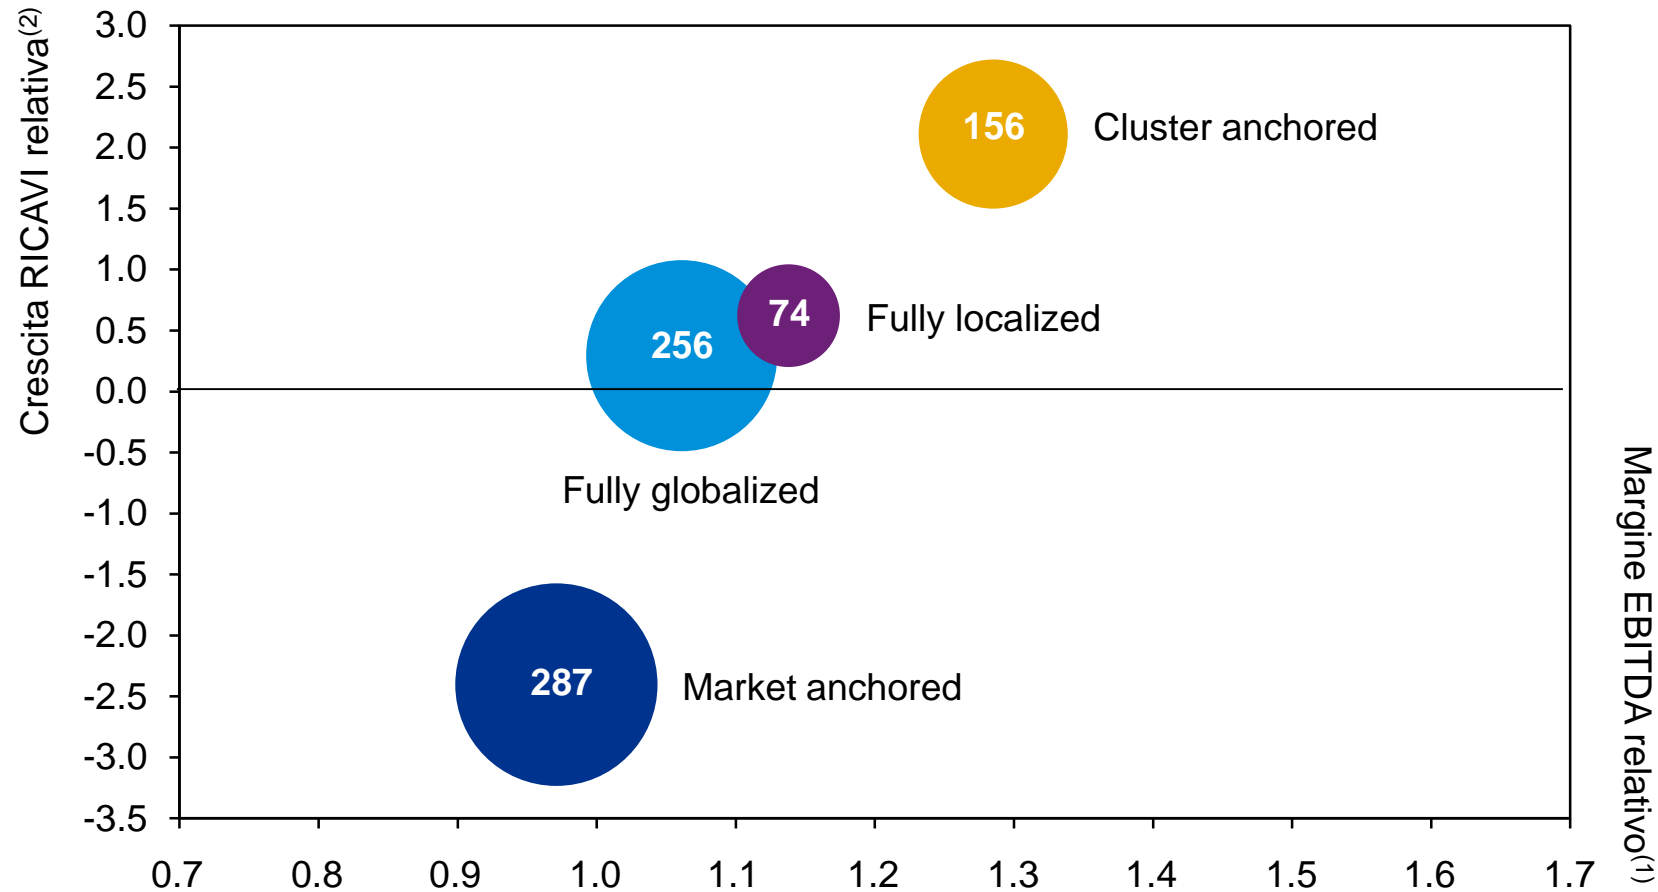 Crescita RICAVI relativa(2)
3.0
2.5
2.0
1.5
1.0
0.5
0.0
-0.5
-1.0
-1.5
-2.0
-2.5
-3.0
-3.5
156
Cluster anchored
74
Fully localized
256
Fully globalized
287
Market anchored
0.7 0.8 0.9 1.0 1.1 1.2 1.3 1.4 1.5 1.6 1.7
Margine EBITDA relativo(1)